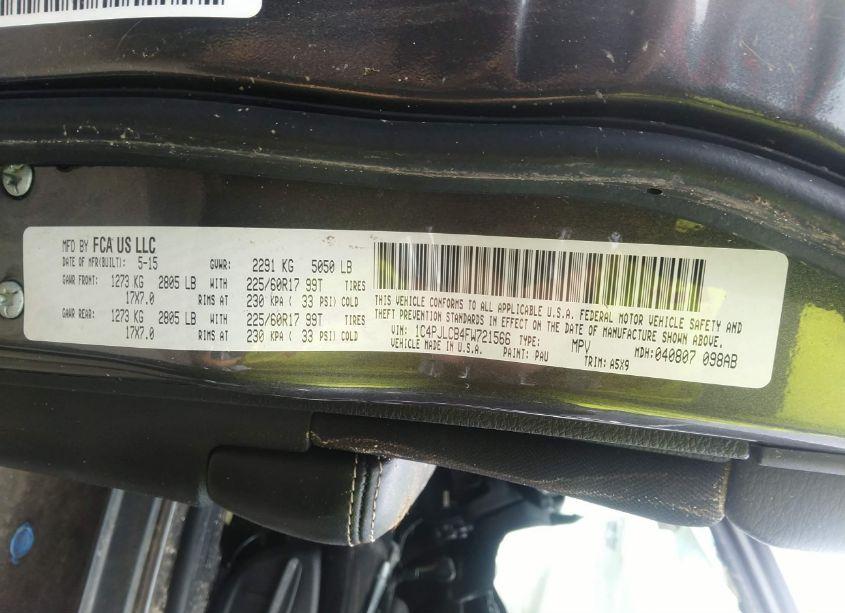 MFD BY FCA US LLC
DATE OF MFR(BUILT): 5-15 GVWR: 2291 KG 5050 LB
GAWR FRONT: 1273 KG 2805 LB WITH 225/60R17 99T TIRES
17X7.0 RIMS AT 230 KPA ( 33 PSI) COLD
GAWR REAR: 1273 KG 2805 LB WITH 225/60R17 99T TIRES
17X7.0 RIMS AT 230 KPA ( 33 PSI) COLD
THIS VEHICLE CONFORMS TO ALL APPLICABLE U.S.A. FEDERAL MOTOR VEHICLE SAFETY AND
THEFT PREVENTION STANDARDS IN EFFECT ON THE DATE OF MANUFACTURE SHOWN ABOVE.
VIN: 1C4PJLCB4FW721566 TYPE: MPV MDH: 040807 098AB
VEHICLE MADE IN U.S.A. PAINT: PAU TRIM: A5X9